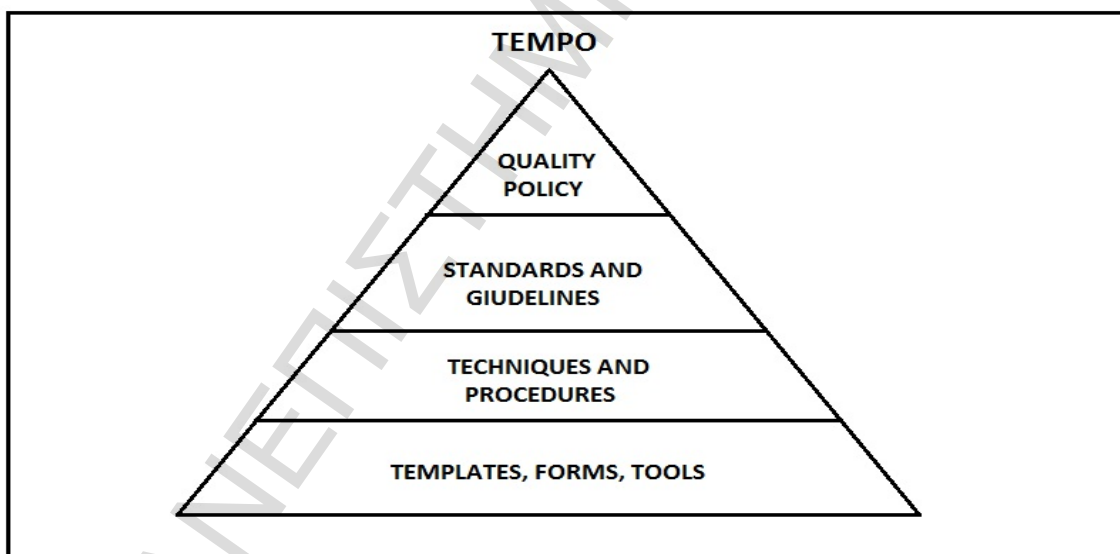 TEMPO
QUALITY
POLICY
STANDARDS AND
GIUDELINES
TECHNIQUES AND
PROCEDURES
TEMPLATES, FORMS, TOOLS